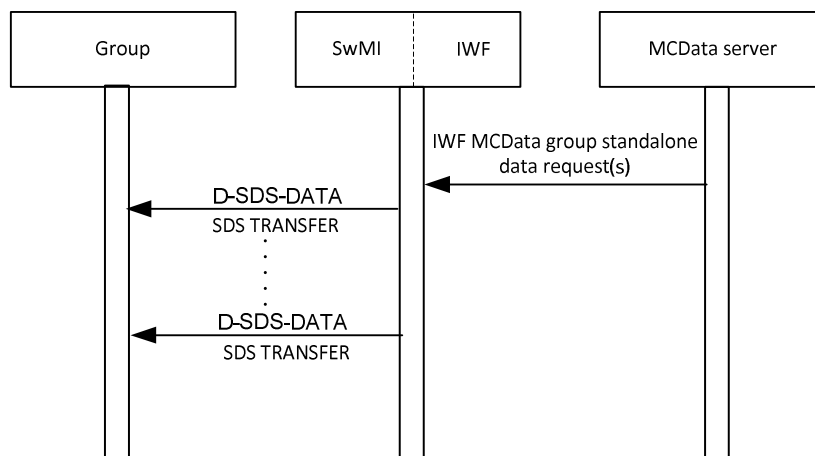 Group
SwMI
IWF
MCData server
IWF MCData group standalone
data request(s)
D-SDS-DATA
SDS TRANSFER
D-SDS-DATA
SDS TRANSFER